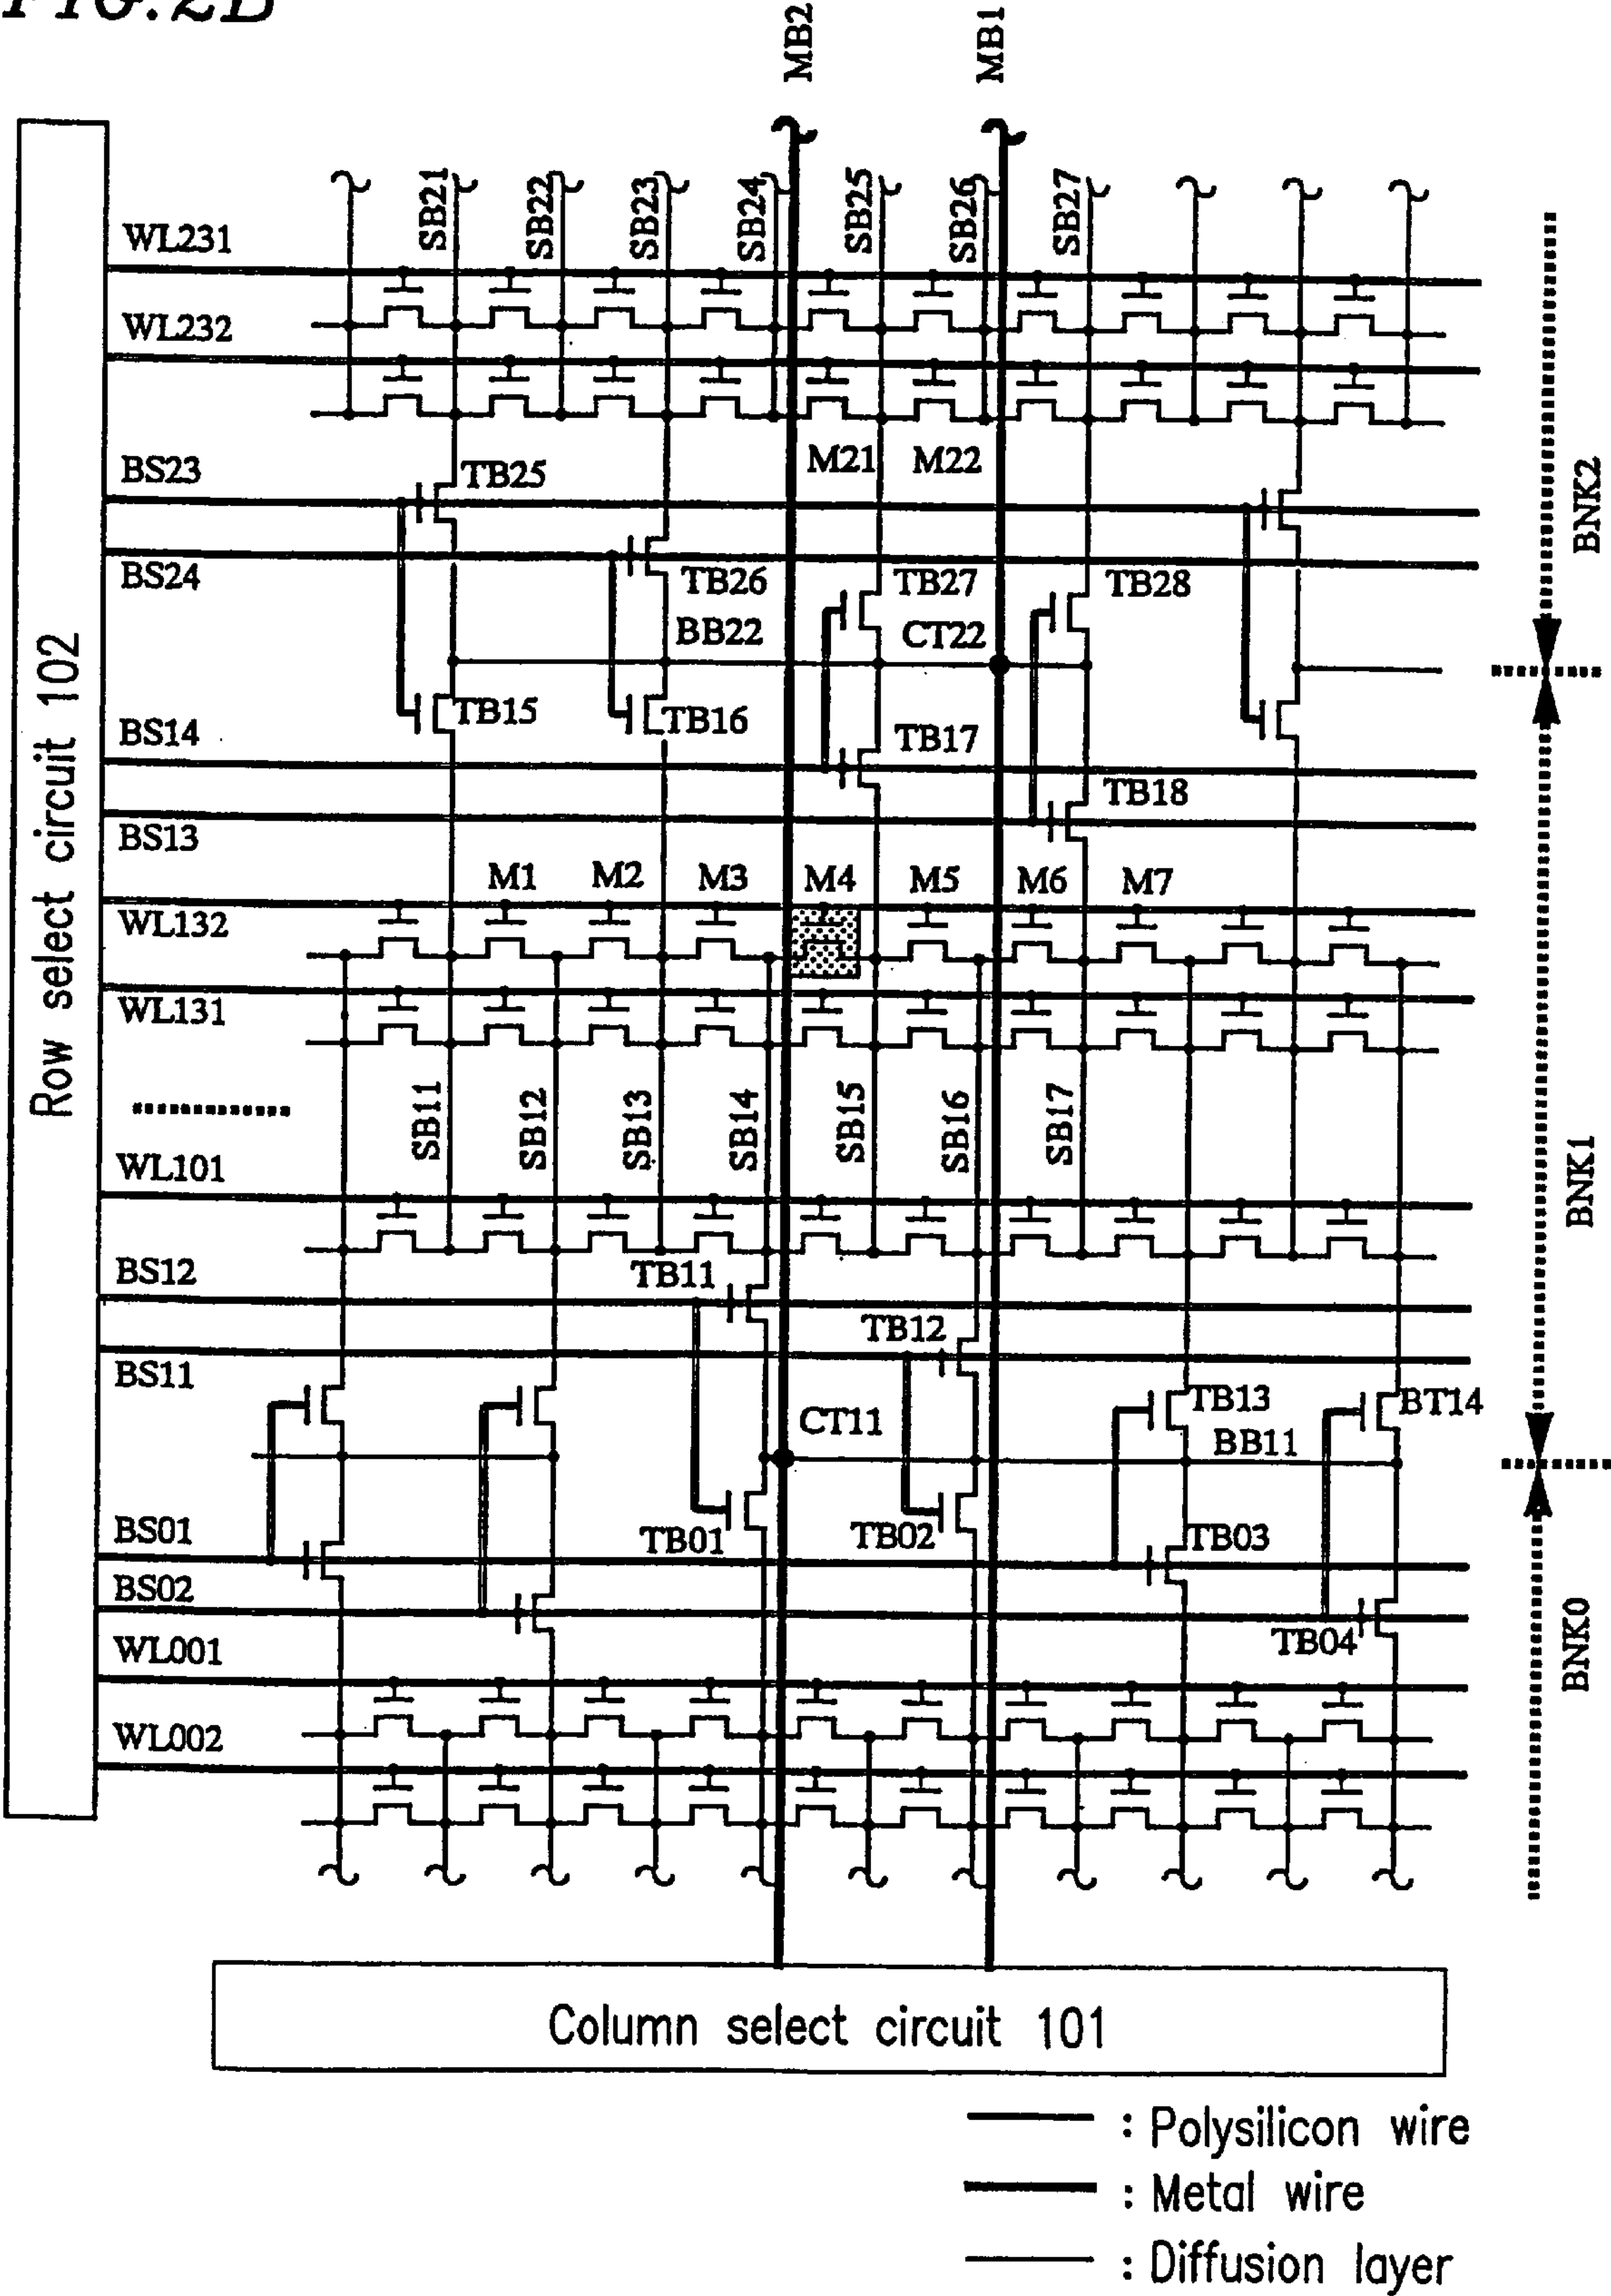 FIG. 2B
MB2
MB1
Row select circuit 102
SB21
SB22
SB23
SB24
SB25
SB26
SB27
WL231
WL232
M21
M22
BS23
TB25
BNK2
BS24
TB26
TB27
TB28
BB22
CT22
TB15
TB16
BS14
TB17
TB18
BS13
M1
M2
M3
M4
M5
M6
M7
WL132
WL131
SB11
SB12
SB13
SB14
SB15
SB16
SB17
BNK1
WL101
BS12
TB11
TB12
BS11
TB13
BT14
CT11
BB11
BS01
TB01
TB02
TB03
BS02
TB04
BNK0
WL001
WL002
Column select circuit 101
: Polysilicon wire
: Metal wire
: Diffusion layer